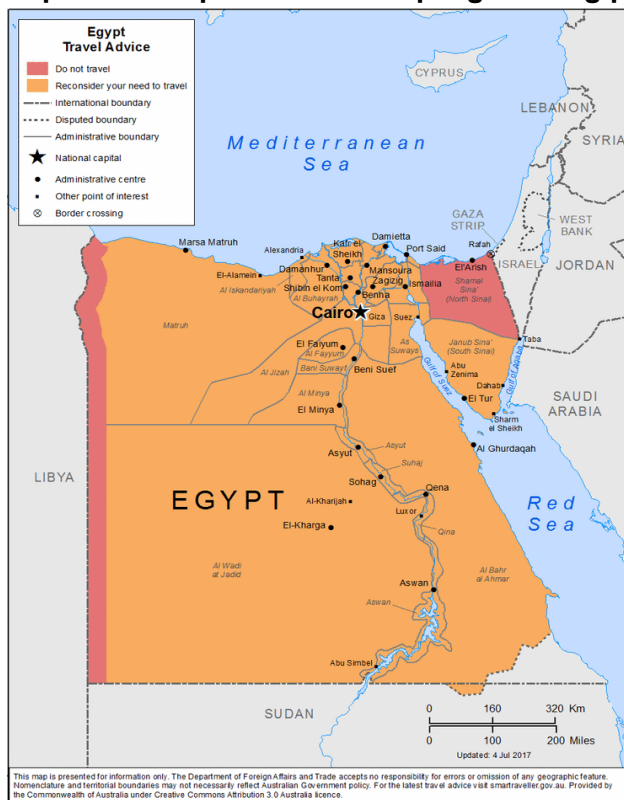 Egypt
Travel Advice
Do not travel
Reconsider your need to travel
International boundary
Disputed boundary
Administrative boundary
National capital
Administrative centre
Other point of interest
Border crossing
CYPRUS
LEBANON
SYRIA
Mediterranean
Sea
GAZA
STRIP
WEST
BANK
ISRAEL
JORDAN
Marsa Matruh
Alexandria
Kafr el
Sheikh
Damietta
Port Said
Rafah
El-Alamein
Damanhur
Mansoura
El'Arish
Tanta
Zagizig
Shibin el Kom
Ismailia
Al Iskandariyah
Al Buhayrah
Benha
Shamal
Sina'
(North Sinai)
Cairo
Giza
Suez
Matruh
Taba
El Faiyum
Al Fayyum
As
Suways
Janub Sina'
(South Sinai)
Beni Suef
Bani Suwayf
Al Jizah
Abu
Zenima
Dahab
Gulf of Suez
Gulf of Aqaba
El Tur
Sharm
el Sheikh
SAUDI
ARABIA
Al Minya
El Minya
Al Ghurdaqah
Asyut
Asyut
Suhaj
LIBYA
Sohag
EGYPT
Al-Kharijah
Qena
Luxor
Qina
El-Kharga
Red
Sea
Al Wadi
at Jadid
Al Bahr
al Ahmar
Aswan
Aswan
Abu Simbel
SUDAN
0 160 320 Km
0 100 200 Miles
Updated: 4 Jul 2017
This map is presented for information only. The Department of Foreign Affairs and Trade accepts no responsibility for errors or omission of any geographic feature.
Nomenclature and territorial boundaries may not necessarily reflect Australian Government policy. For the latest travel advice visit smartraveller.gov.au. Provided by
the Commonwealth of Australia under Creative Commons Attribution 3.0 Australia licence.